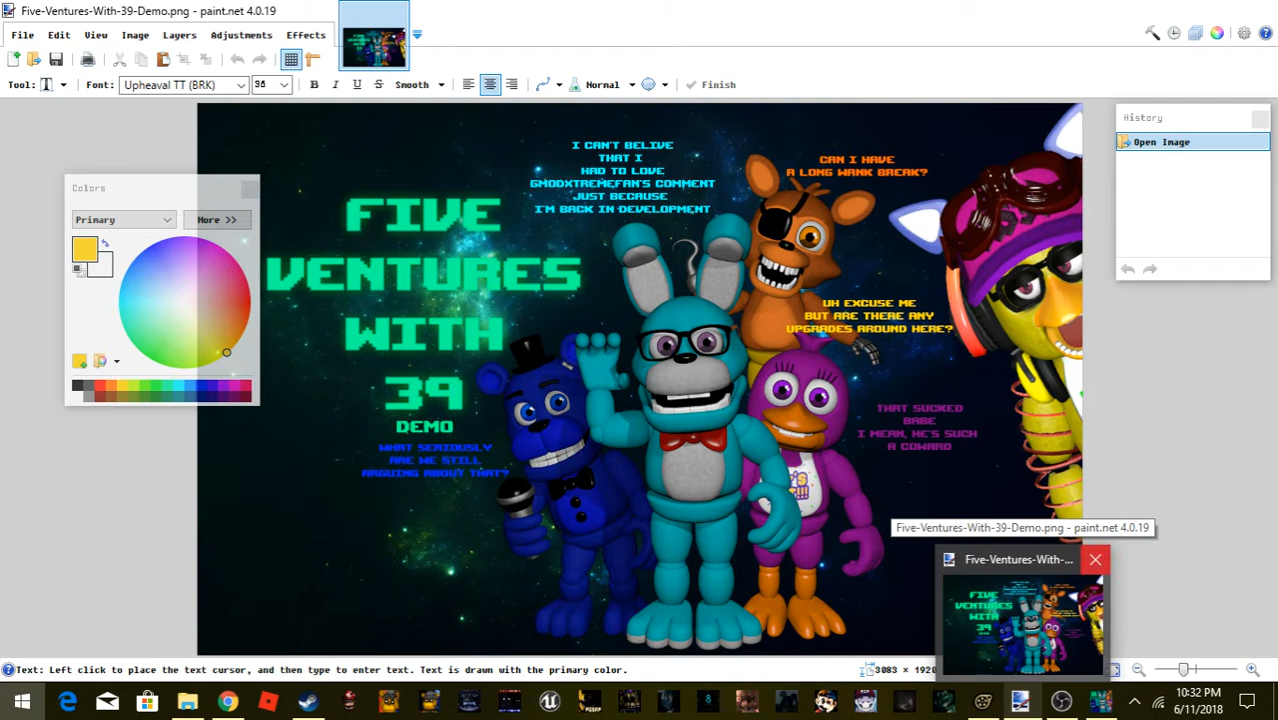 Five-Ventures-With-39-Demo.png - paint.net 4.0.19
File Edit View Image Layers Adjustments Effects
Tool: Font: Upheaval TT (BRK) 36 B I U S Smooth Normal Finish
Colors
Primary More >>
History
Open Image
I CAN'T BELIVE
THAT I
HAD TO LOVE
GMODXTREMEFAN'S COMMENT
JUST BECAUSE
I'M BACK IN DEVELOPMENT
CAN I HAVE
A LONG WANK BREAK?
FIVE
VENTURES
WITH
39
DEMO
WHAT SERIOUSLY
ARE WE STILL
ARGUING ABOUT THAT?
UH EXCUSE ME
BUT ARE THERE ANY
UPGRADES AROUND HERE?
THAT SUCKED
BABE
I MEAN, HE'S SUCH
A COWARD
Five-Ventures-With-39-Demo.png - paint.net 4.0.19
Five-Ventures-With-...
FIVE
VENTURES
WITH
39
Text: Left click to place the text cursor, and then type to enter text. Text is drawn with the primary color.
3083 × 1920
10:32 PM
6/11/2018